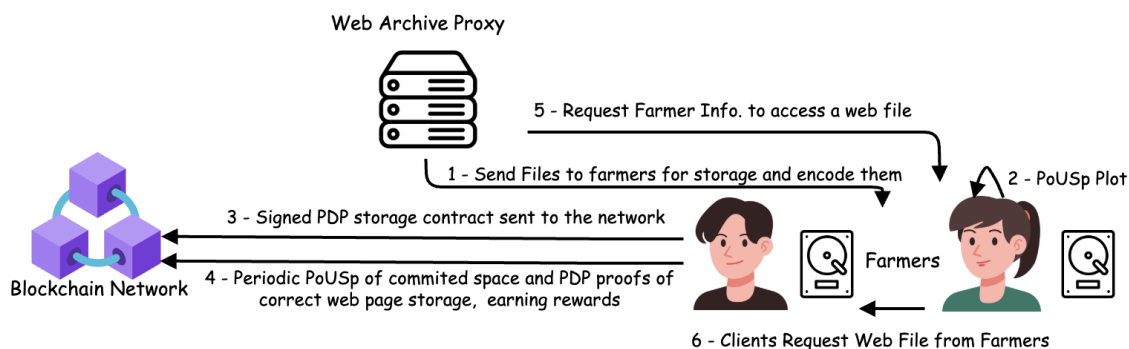 Web Archive Proxy
5 - Request Farmer Info. to access a web file
1 - Send Files to farmers for storage and encode them
2 - PoUSp Plot
3 - Signed PDP storage contract sent to the network
Farmers
4 - Periodic PoUSp of commited space and PDP proofs of
correct web page storage, earning rewards
Blockchain Network
6 - Clients Request Web File from Farmers